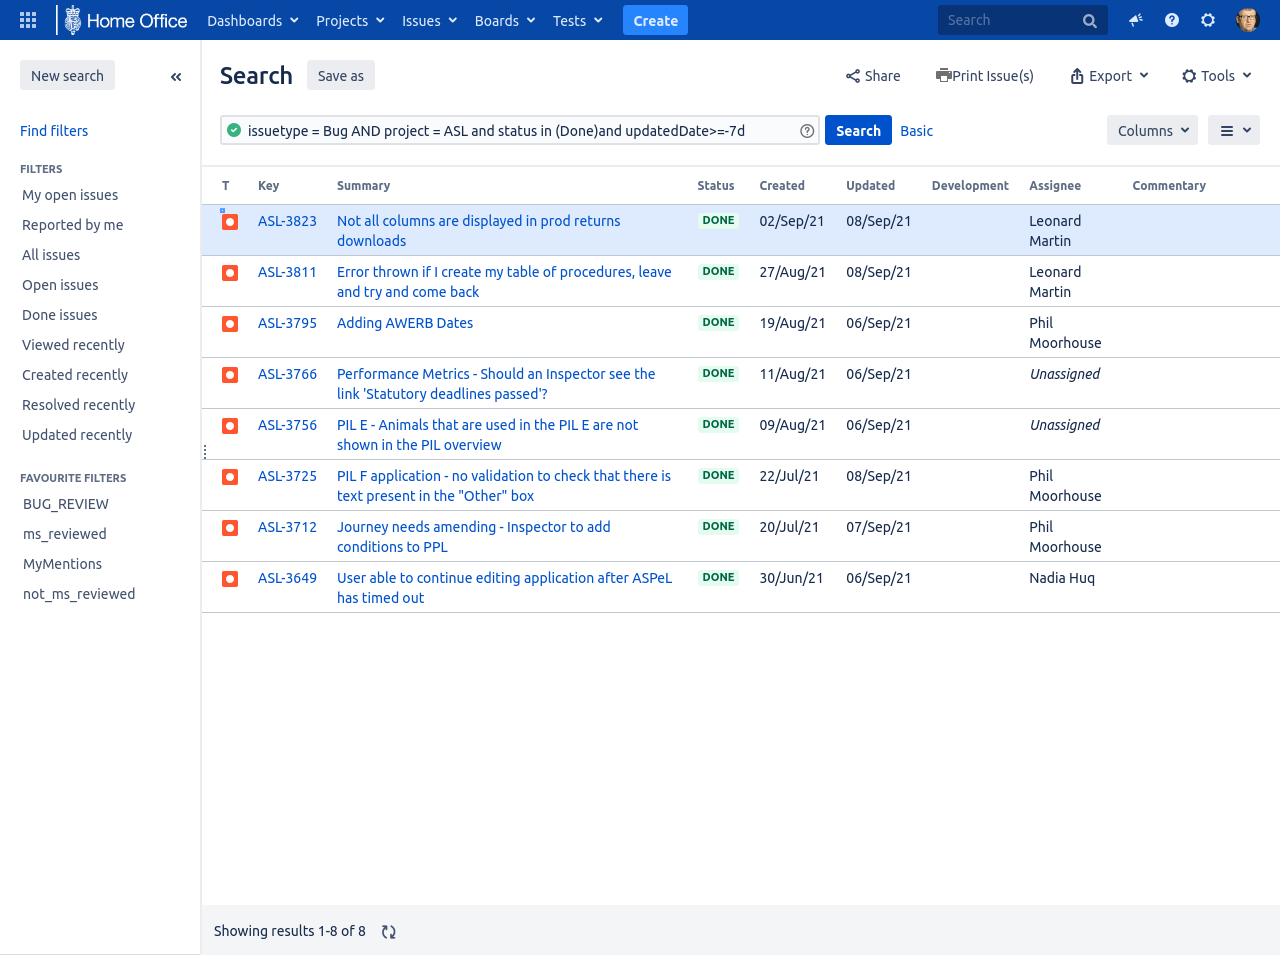 Home Office Dashboards Projects Issues Boards Tests Create Search
New search
Search Save as Share Print Issue(s) Export Tools
Find filters
issuetype = Bug AND project = ASL and status in (Done)and updatedDate>=-7d Search Basic Columns
FILTERS
My open issues
Reported by me
All issues
Open issues
Done issues
Viewed recently
Created recently
Resolved recently
Updated recently
FAVOURITE FILTERS
BUG_REVIEW
ms_reviewed
MyMentions
not_ms_reviewed
T Key Summary Status Created Updated Development Assignee Commentary
ASL-3823 Not all columns are displayed in prod returns DONE 02/Sep/21 08/Sep/21 Leonard
downloads Martin
ASL-3811 Error thrown if I create my table of procedures, leave DONE 27/Aug/21 08/Sep/21 Leonard
and try and come back Martin
ASL-3795 Adding AWERB Dates DONE 19/Aug/21 06/Sep/21 Phil
Moorhouse
ASL-3766 Performance Metrics - Should an Inspector see the DONE 11/Aug/21 06/Sep/21 Unassigned
link 'Statutory deadlines passed'?
ASL-3756 PIL E - Animals that are used in the PIL E are not DONE 09/Aug/21 06/Sep/21 Unassigned
shown in the PIL overview
ASL-3725 PIL F application - no validation to check that there is DONE 22/Jul/21 08/Sep/21 Phil
text present in the "Other" box Moorhouse
ASL-3712 Journey needs amending - Inspector to add DONE 20/Jul/21 07/Sep/21 Phil
conditions to PPL Moorhouse
ASL-3649 User able to continue editing application after ASPeL DONE 30/Jun/21 06/Sep/21 Nadia Huq
has timed out
Showing results 1-8 of 8